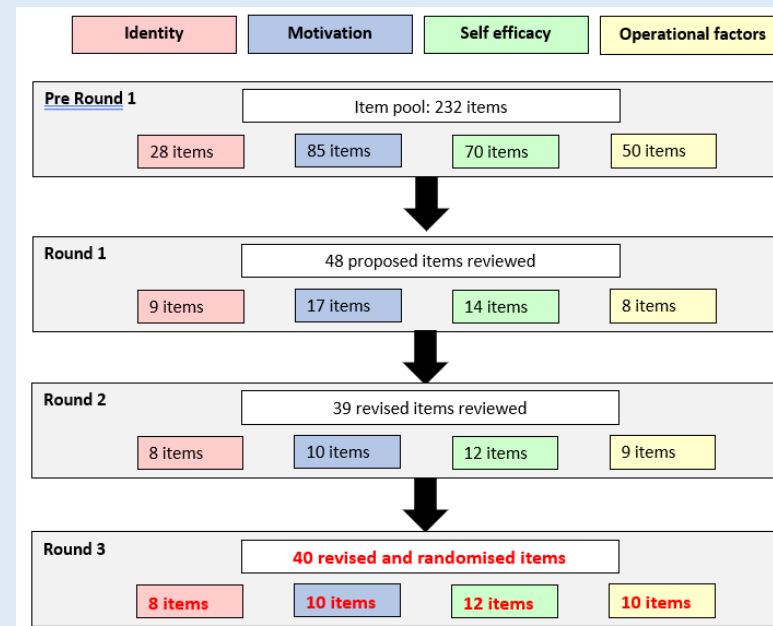 Identity
Motivation
Self efficacy
Operational factors
Pre Round 1
Item pool: 232 items
28 items
85 items
70 items
50 items
Round 1
48 proposed items reviewed
9 items
17 items
14 items
8 items
Round 2
39 revised items reviewed
8 items
10 items
12 items
9 items
Round 3
40 revised and randomised items
8 items
10 items
12 items
10 items